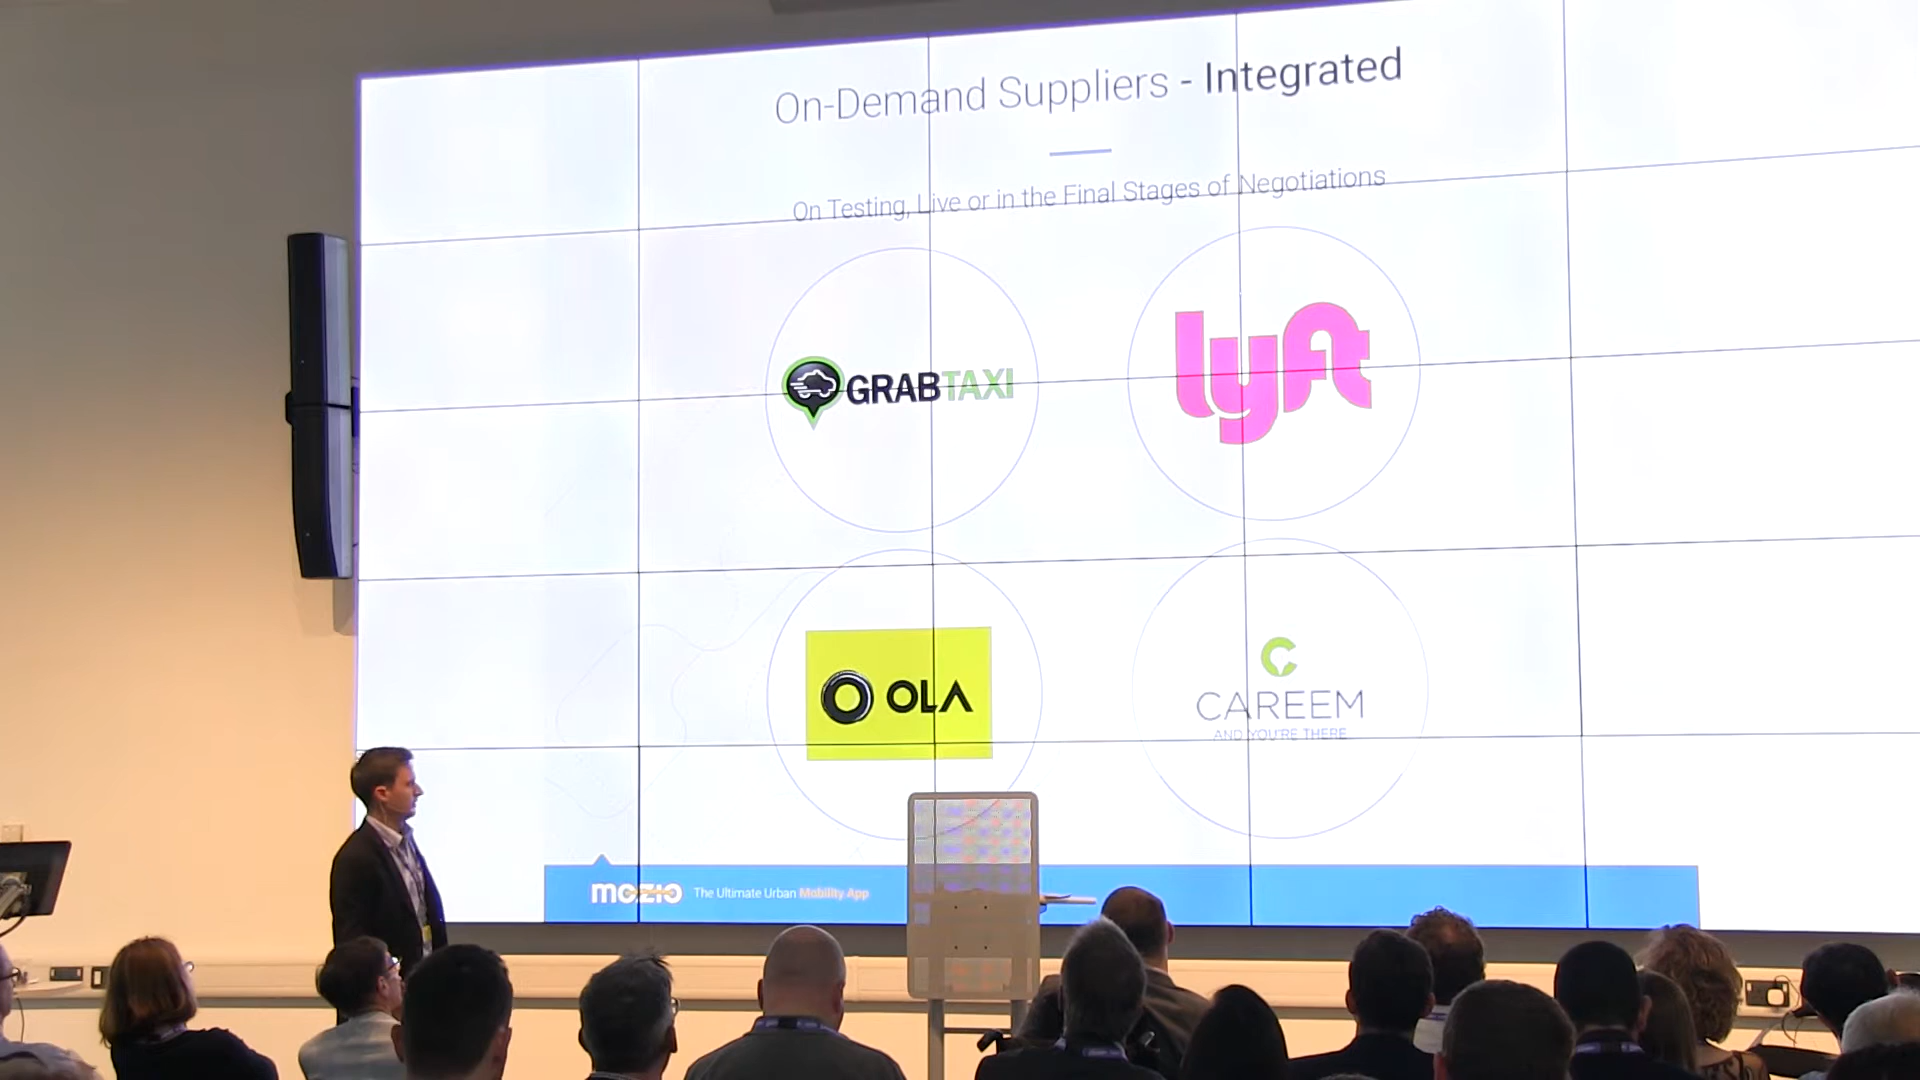 On-Demand Suppliers - Integrated
On Testing, Live or in the Final Stages of Negotiations
GRABTAXI
lyft
OLA
CAREEM
AND YOU'RE THERE
mozio The Ultimate Urban Mobility App